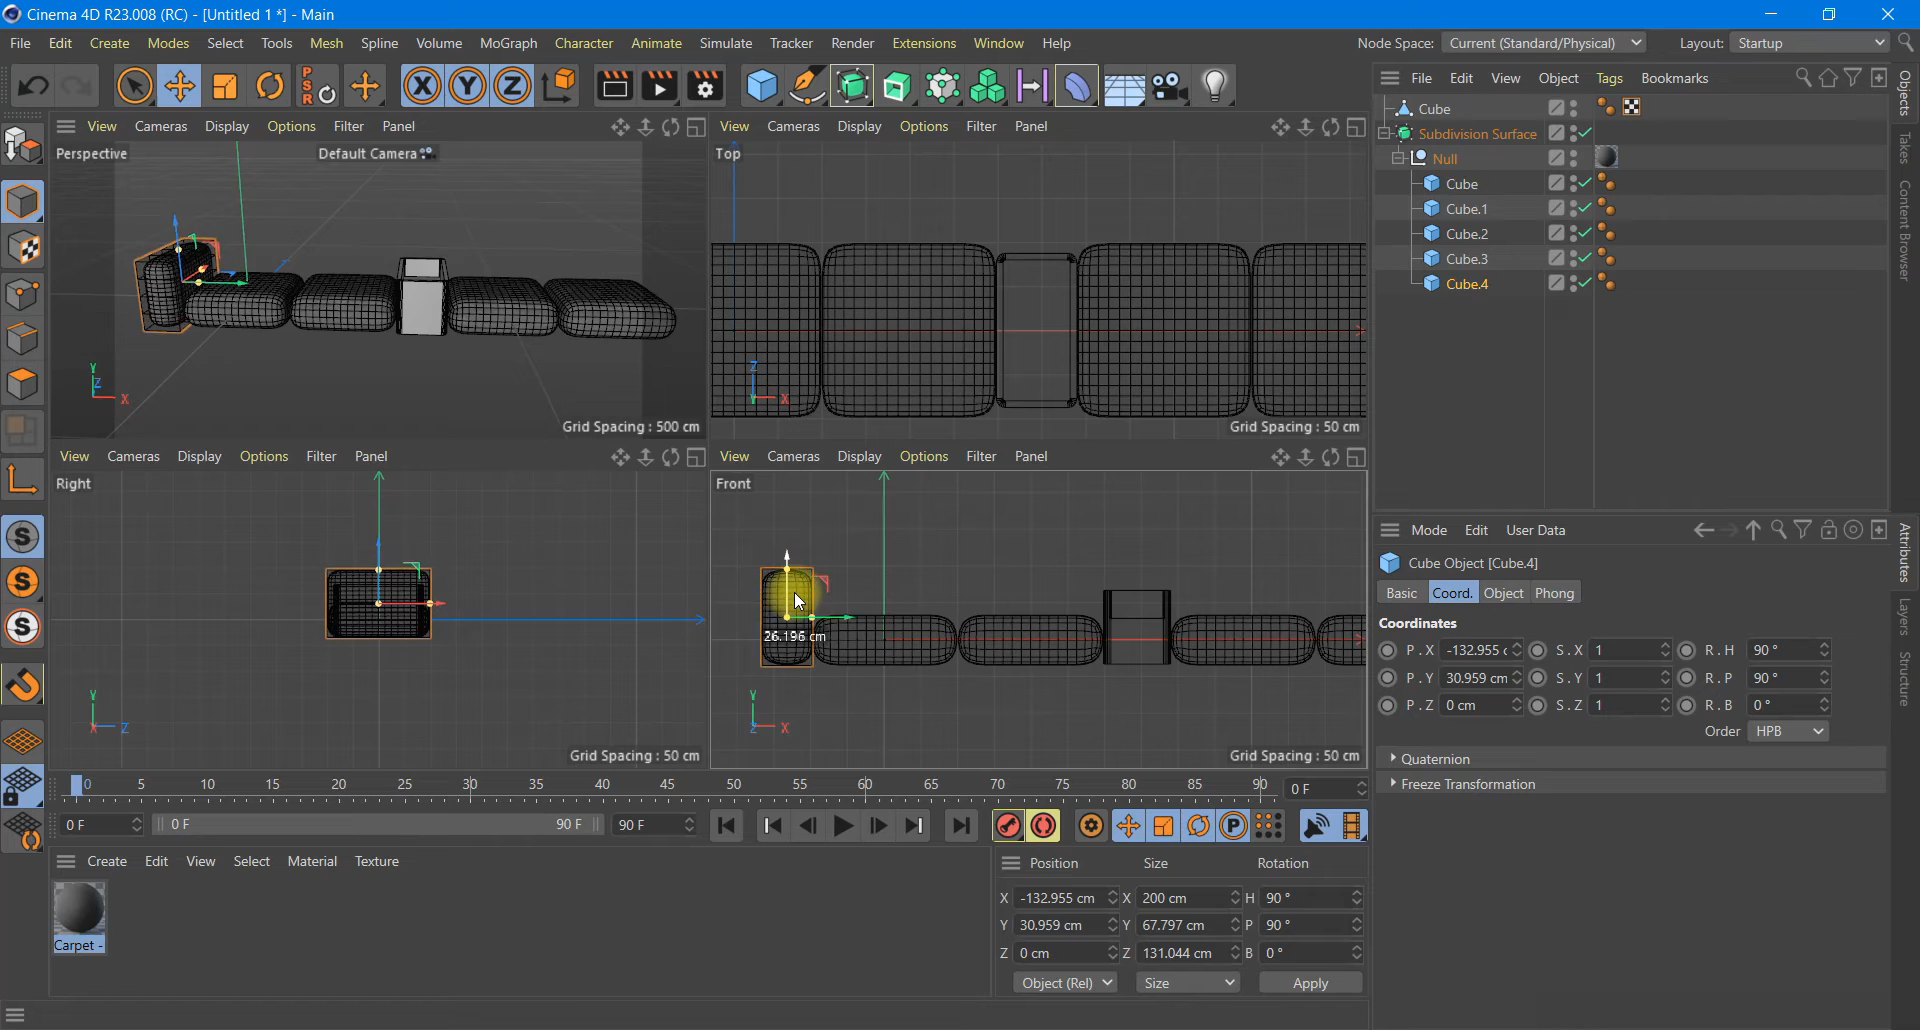 Cinema 4D R23.008 (RC) - [Untitled 1 *] - Main
File Edit Create Modes Select Tools Mesh Spline Volume MoGraph Character Animate Simulate Tracker Render Extensions Window Help
Node Space: Current (Standard/Physical) Layout: Startup
PSR X Y Z
File Edit View Object Tags Bookmarks
Cube
Subdivision Surface
Null
Cube
Cube.1
Cube.2
Cube.3
Cube.4
Objects
Takes
Content Browser
View Cameras Display Options Filter Panel
Perspective Default Camera
Y
Z
X
Grid Spacing : 500 cm
View Cameras Display Options Filter Panel
Top
Z
Y X
Grid Spacing : 50 cm
View Cameras Display Options Filter Panel
Right
Y
X Z
Grid Spacing : 50 cm
View Cameras Display Options Filter Panel
Front
26.196 cm
Y
Z X
Grid Spacing : 50 cm
S
S
S
Mode Edit User Data
Cube Object [Cube.4]
Basic Coord. Object Phong
Coordinates
P . X -132.955 c S . X 1 R . H 90 °
P . Y 30.959 cm S . Y 1 R . P 90 °
P . Z 0 cm S . Z 1 R . B 0 °
Order HPB
Quaternion
Freeze Transformation
Attributes
Layers
Structure
0 5 10 15 20 25 30 35 40 45 50 55 60 65 70 75 80 85 90 0 F
0 F 0 F 90 F 90 F
P
Create Edit View Select Material Texture
Carpet -
Position Size Rotation
X -132.955 cm X 200 cm H 90 °
Y 30.959 cm Y 67.797 cm P 90 °
Z 0 cm Z 131.044 cm B 0 °
Object (Rel) Size Apply